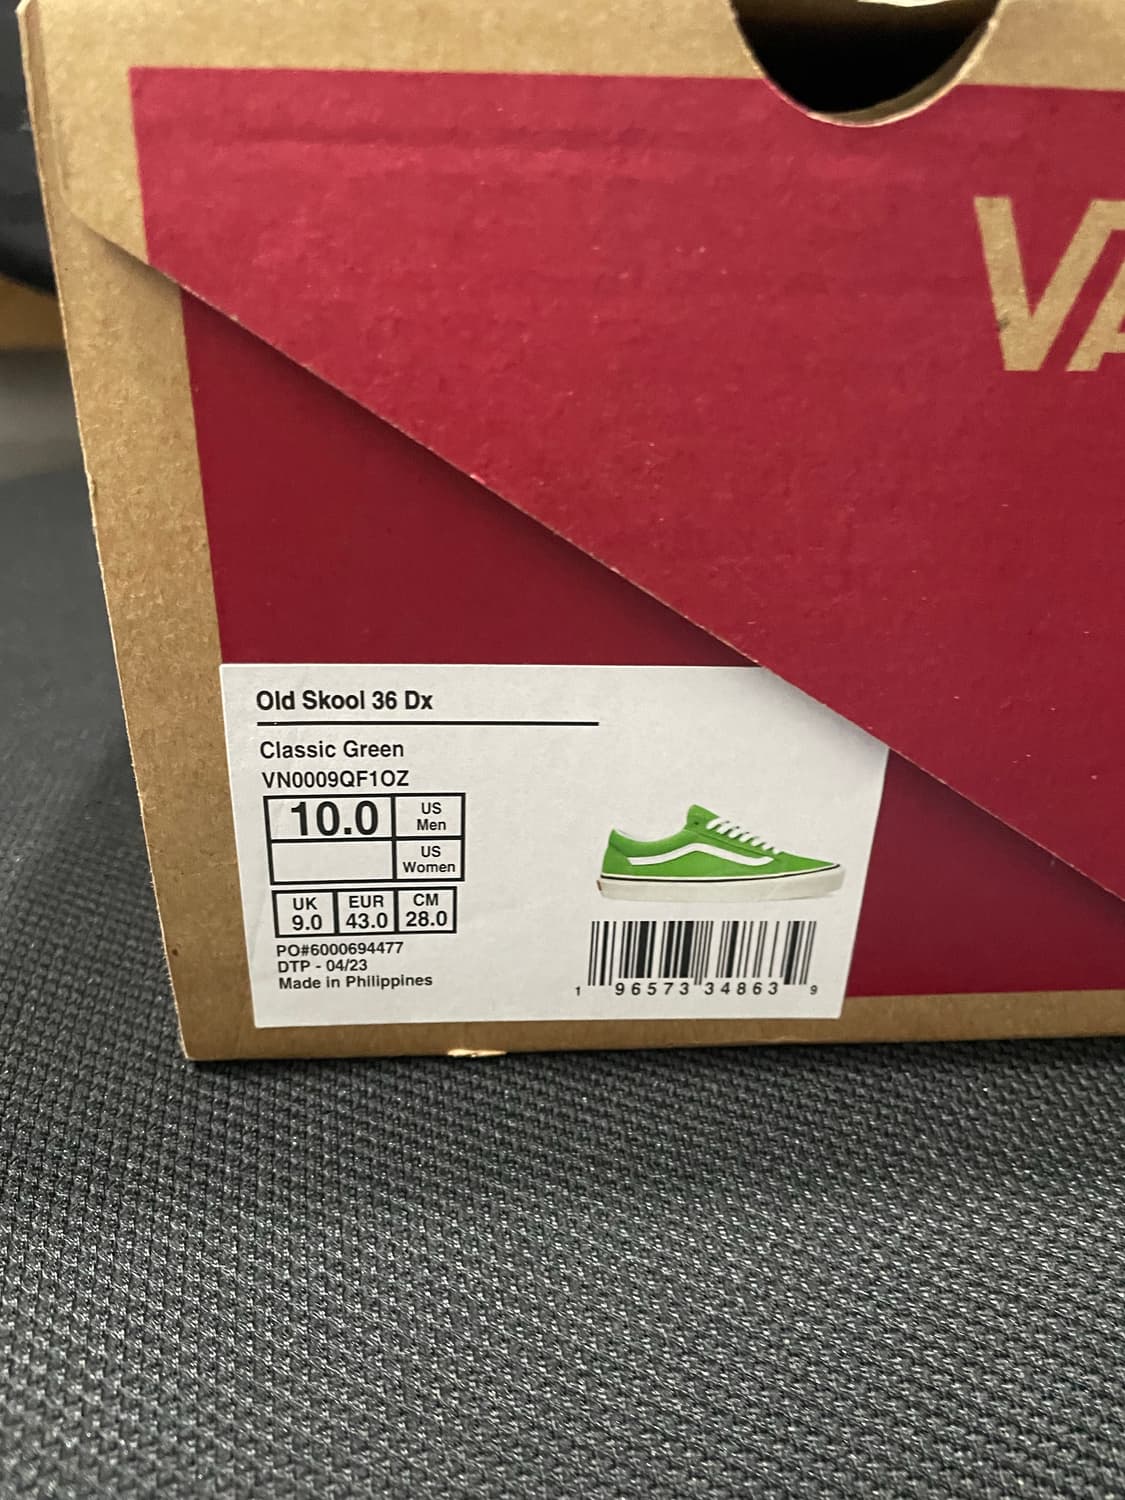 VA
Old Skool 36 Dx
Classic Green
VN0009QF1OZ
10.0 US Men
US Women
UK 9.0 EUR 43.0 CM 28.0
PO#6000694477
DTP - 04/23
Made in Philippines
1 96573 34863 9